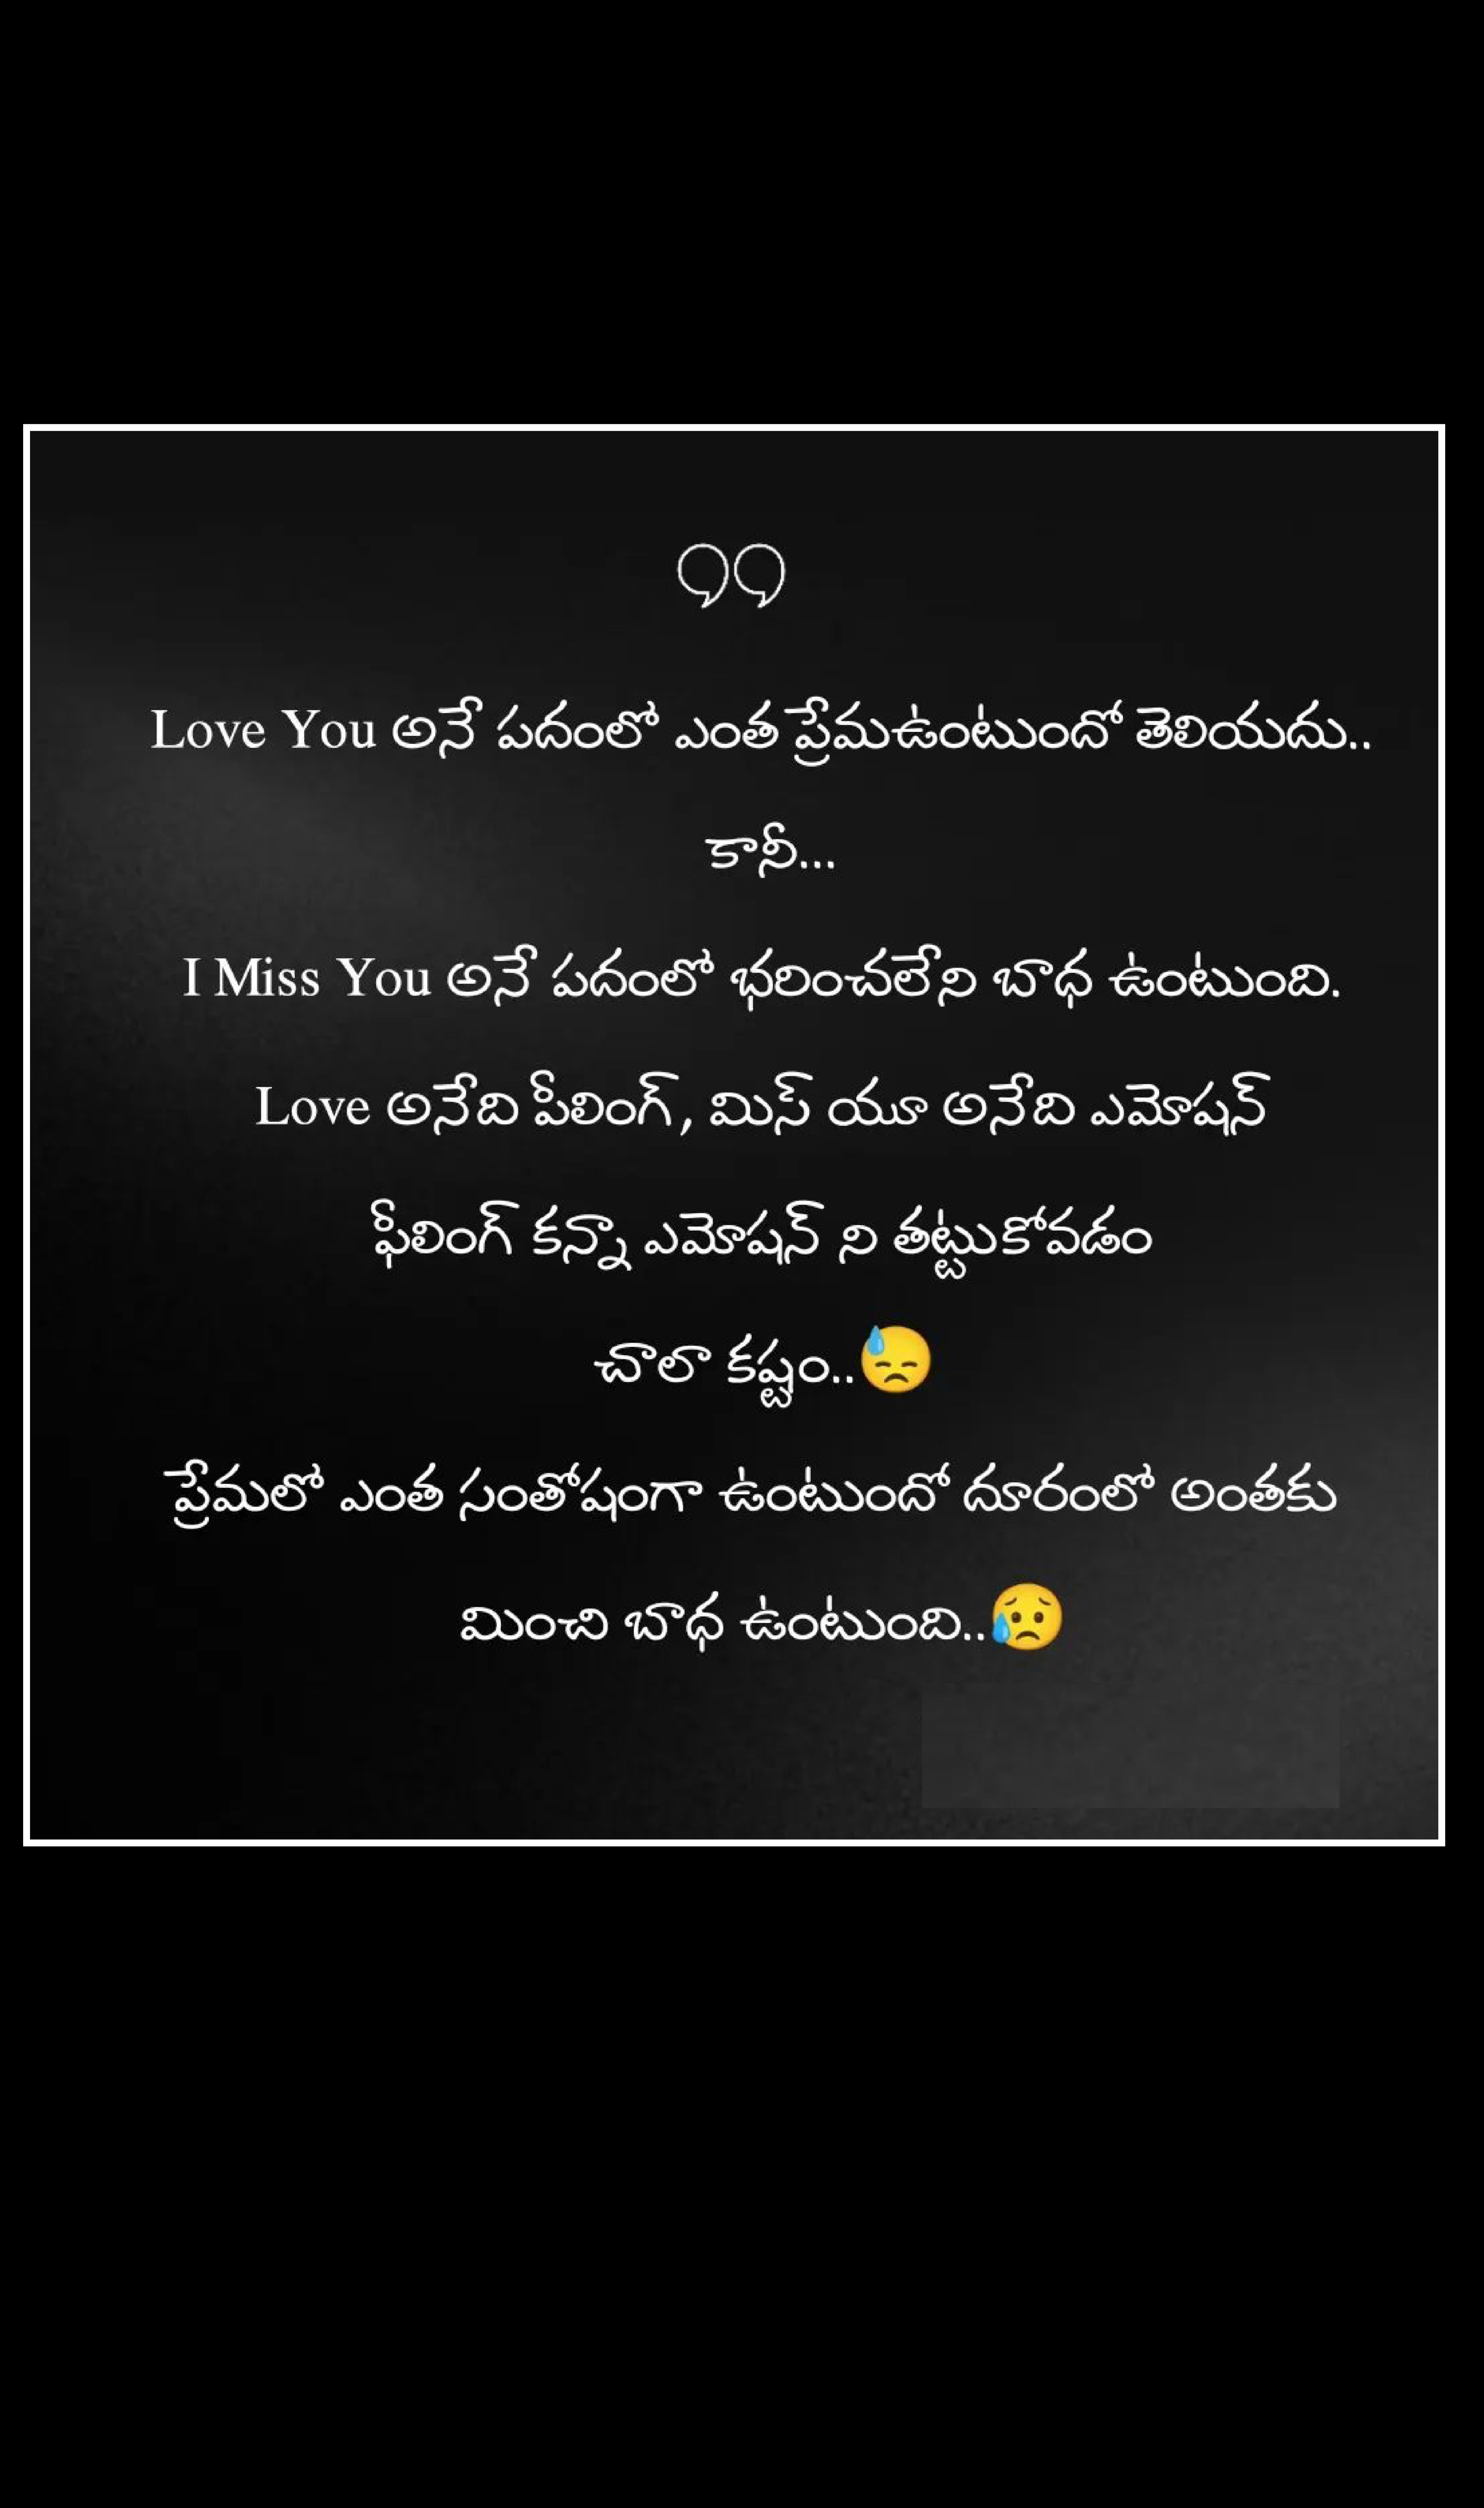 Love You అనే పదంలో ఎంత ప్రేమఉంటుందో తెలియదు..
కానీ...
I Miss You అనే పదంలో భరించలేని బాధ ఉంటుంది.
Love అనేది పీలింగ్, మిస్ యూ అనేది ఎమోషన్
ఫీలింగ్ కన్నా ఎమోషన్ ని తట్టుకోవడం
చాలా కష్టం..😓
ప్రేమలో ఎంత సంతోషంగా ఉంటుందో దూరంలో అంతకు
మించి బాధ ఉంటుంది..😥